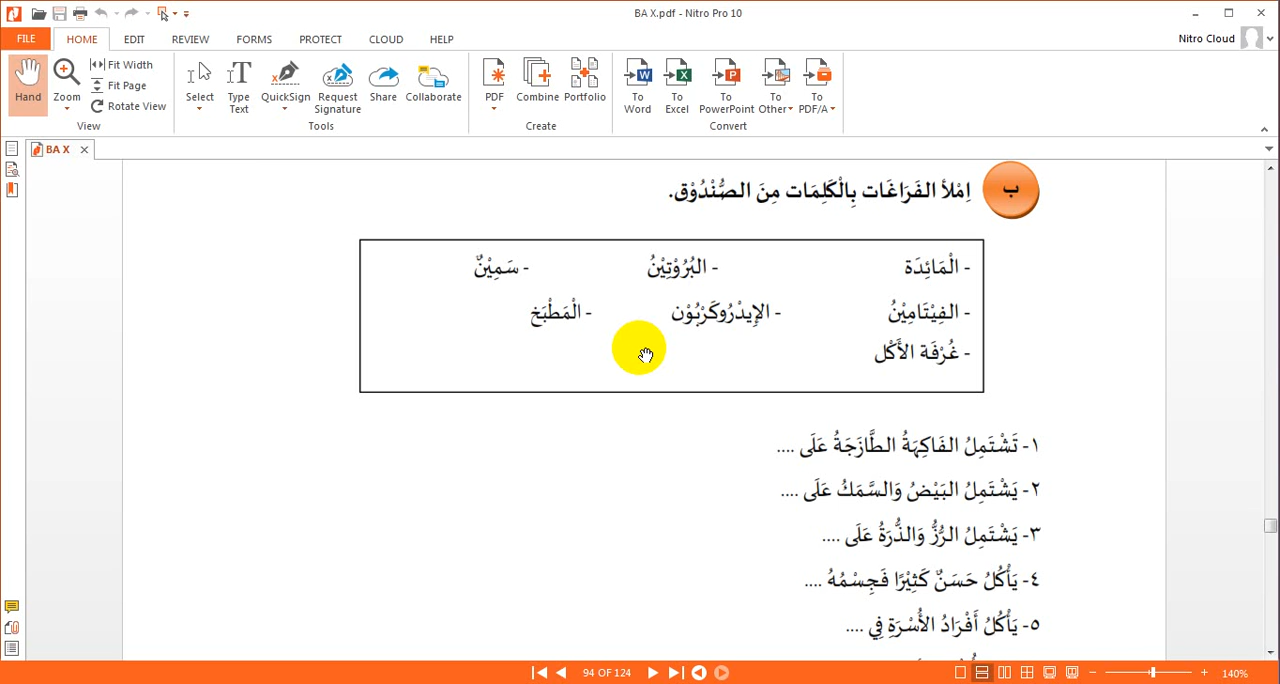 BA X.pdf - Nitro Pro 10
FILE HOME EDIT REVIEW FORMS PROTECT CLOUD HELP
Nitro Cloud
Hand
Zoom
Fit Width
Fit Page
Rotate View
View
Select
Type Text
QuickSign
Request Signature
Share
Collaborate
Tools
PDF
Combine
Portfolio
Create
To Word
To Excel
To PowerPoint
To Other
To PDF/A
Convert
BA X
ب
اِمْلأ الفَرَاغَات بِالْكَلِمَات مِنَ الصُّنْدُوْق.
- الْمَائِدَة - البُرُوْتِيْنُ - سَمِيْنٌ
- الفِيْتَامِيْنُ - الإِيدْرُوكَرْبُوْن - الْمَطْبَخ
- غُرْفَة الأَكْل
١- تَشْتَمِلُ الفَاكِهَةُ الطَّازَجَةُ عَلَى ....
٢- يَشْتَمِلُ البَيْضُ وَالسَّمَكُ عَلَى ....
٣- يَشْتَمِلُ الرُّزُّ وَالذُّرَةُ عَلَى ....
٤- يَأْكُلُ حَسَنٌ كَثِيْرًا فَجِسْمُهُ ....
٥- يَأْكُلُ أَفْرَادُ الأُسْرَةِ فِي ....
94 OF 124
140%